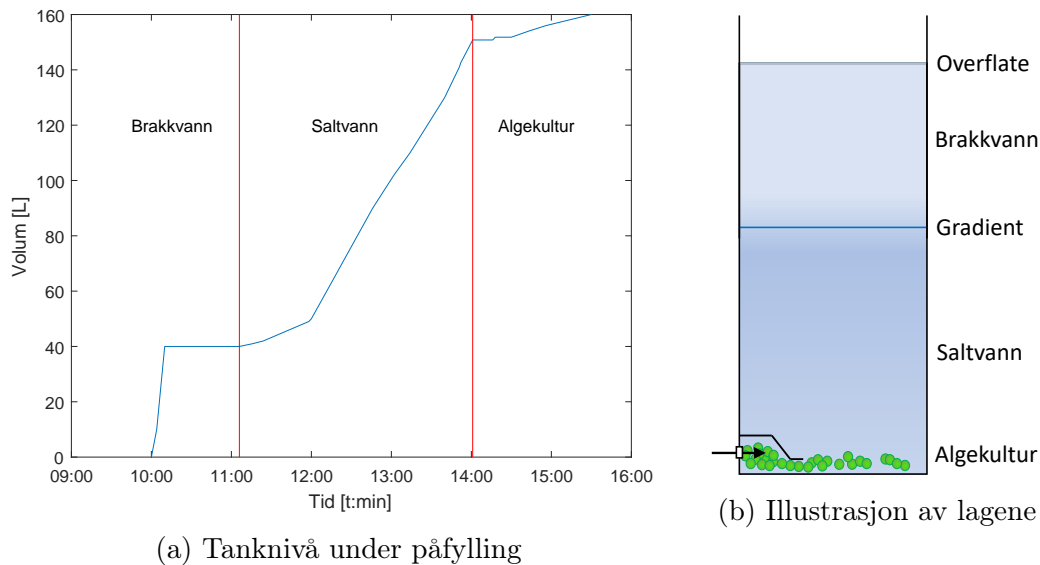 160
140
120
100
80
60
40
20
0
Volum [L]
Brakkvann
Saltvann
Algekultur
09:00 10:00 11:00 12:00 13:00 14:00 15:00 16:00
Tid [t:min]
(a) Tanknivå under påfylling
Overflate
Brakkvann
Gradient
Saltvann
Algekultur
(b) Illustrasjon av lagene